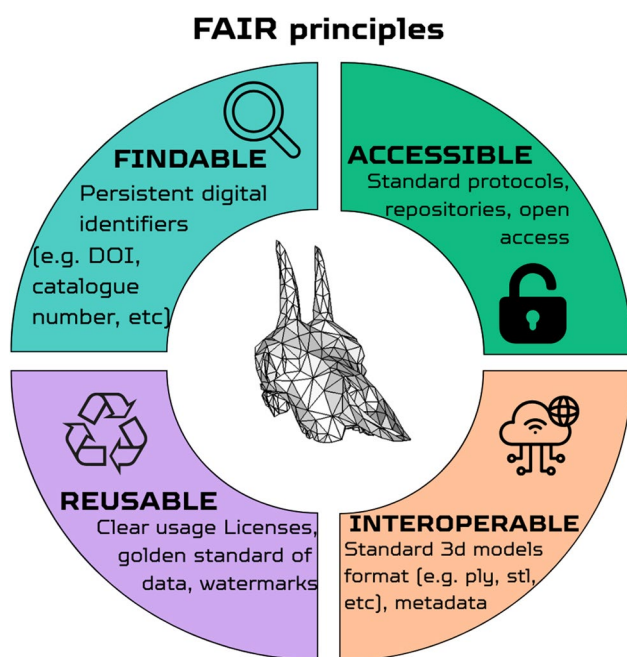 FAIR principles
FINDABLE
Persistent digital
identifiers
(e.g. DOI,
catalogue
number, etc)
ACCESSIBLE
Standard protocols,
repositories, open
access
REUSABLE
Clear usage Licenses,
golden standard of
data, watermarks
INTEROPERABLE
Standard 3d models
format (e.g. ply, stl,
etc), metadata